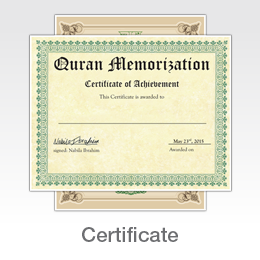 Quran Memorization
Certificate of Achievement
This Certificate is awarded to
Nabila Ibrahim
May 23rd, 2015
signed: Nabila Ibrahim
Awarded on
Certificate